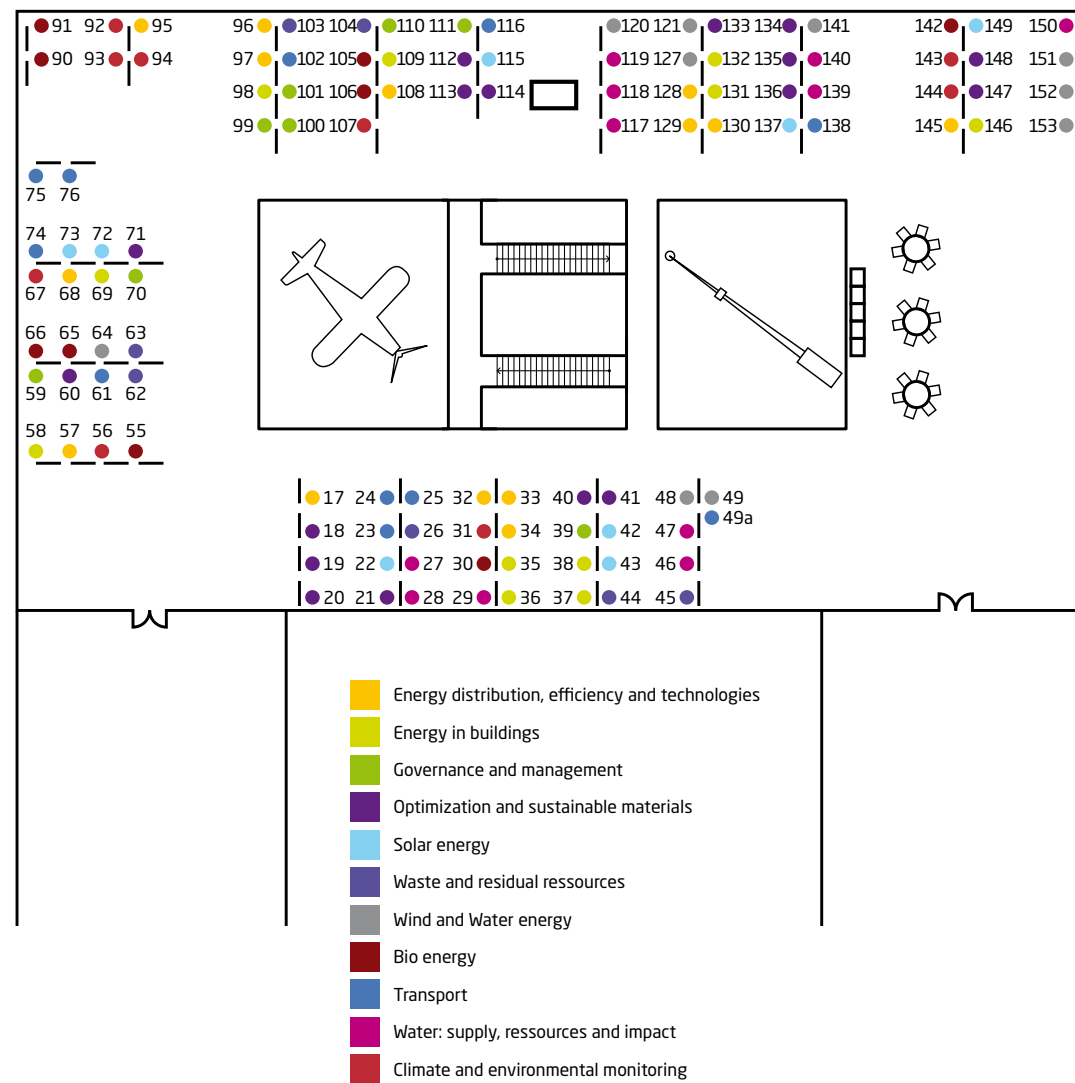 91 92 95 96 103 104 110 111 116 120 121 133 134 141 142 149 150
90 93 94 97 102 105 109 112 115 119 127 132 135 140 143 148 151
98 101 106 108 113 114 118 128 131 136 139 144 147 152
99 100 107 117 129 130 137 138 145 146 153
75 76
74 73 72 71
67 68 69 70
66 65 64 63
59 60 61 62
58 57 56 55
17 24 25 32 33 40 41 48 49
49a
18 23 26 31 34 39 42 47
19 22 27 30 35 38 43 46
20 21 28 29 36 37 44 45
Energy distribution, efficiency and technologies
Energy in buildings
Governance and management
Optimization and sustainable materials
Solar energy
Waste and residual ressources
Wind and Water energy
Bio energy
Transport
Water: supply, ressources and impact
Climate and environmental monitoring